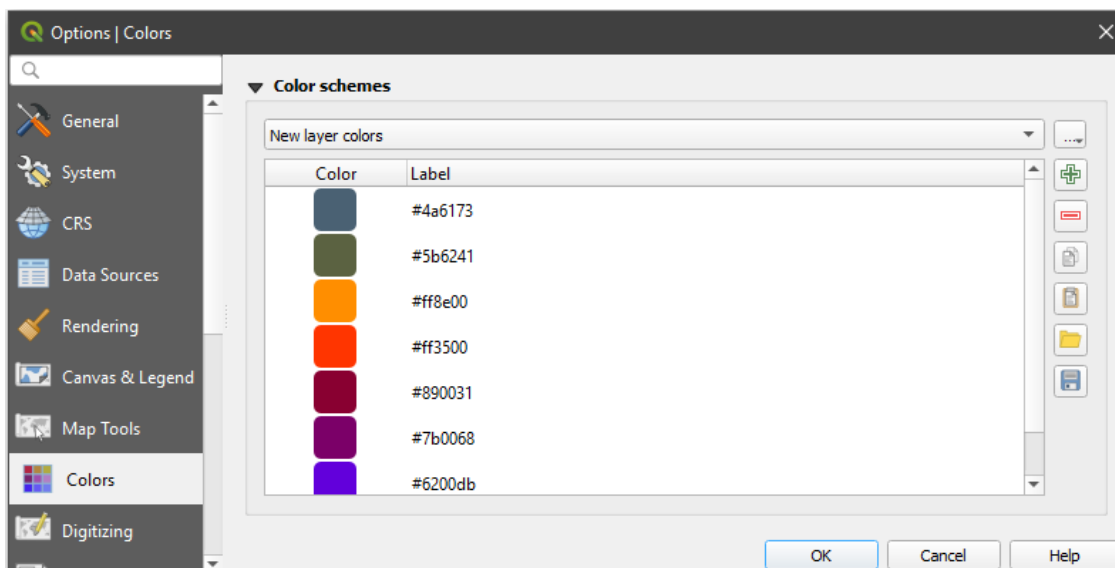 Options | Colors
General
System
CRS
Data Sources
Rendering
Canvas & Legend
Map Tools
Colors
Digitizing
Color schemes
New layer colors
...
Color Label
#4a6173
#5b6241
#ff8e00
#ff3500
#890031
#7b0068
#6200db
OK Cancel Help